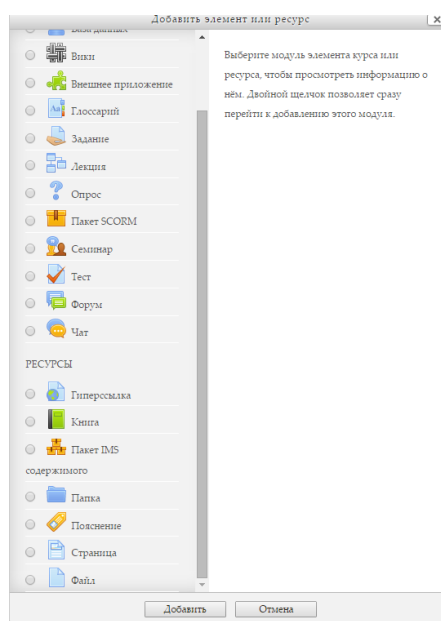 Добавить элемент или ресурс
База данных
Вики
Внешнее приложение
Глоссарий
Задание
Лекция
Опрос
Пакет SCORM
Семинар
Тест
Форум
Чат
РЕСУРСЫ
Гиперссылка
Книга
Пакет IMS
содержимого
Папка
Пояснение
Страница
Файл
Выберите модуль элемента курса или
ресурса, чтобы просмотреть информацию о
нём. Двойной щелчок позволяет сразу
перейти к добавлению этого модуля.
Добавить
Отмена